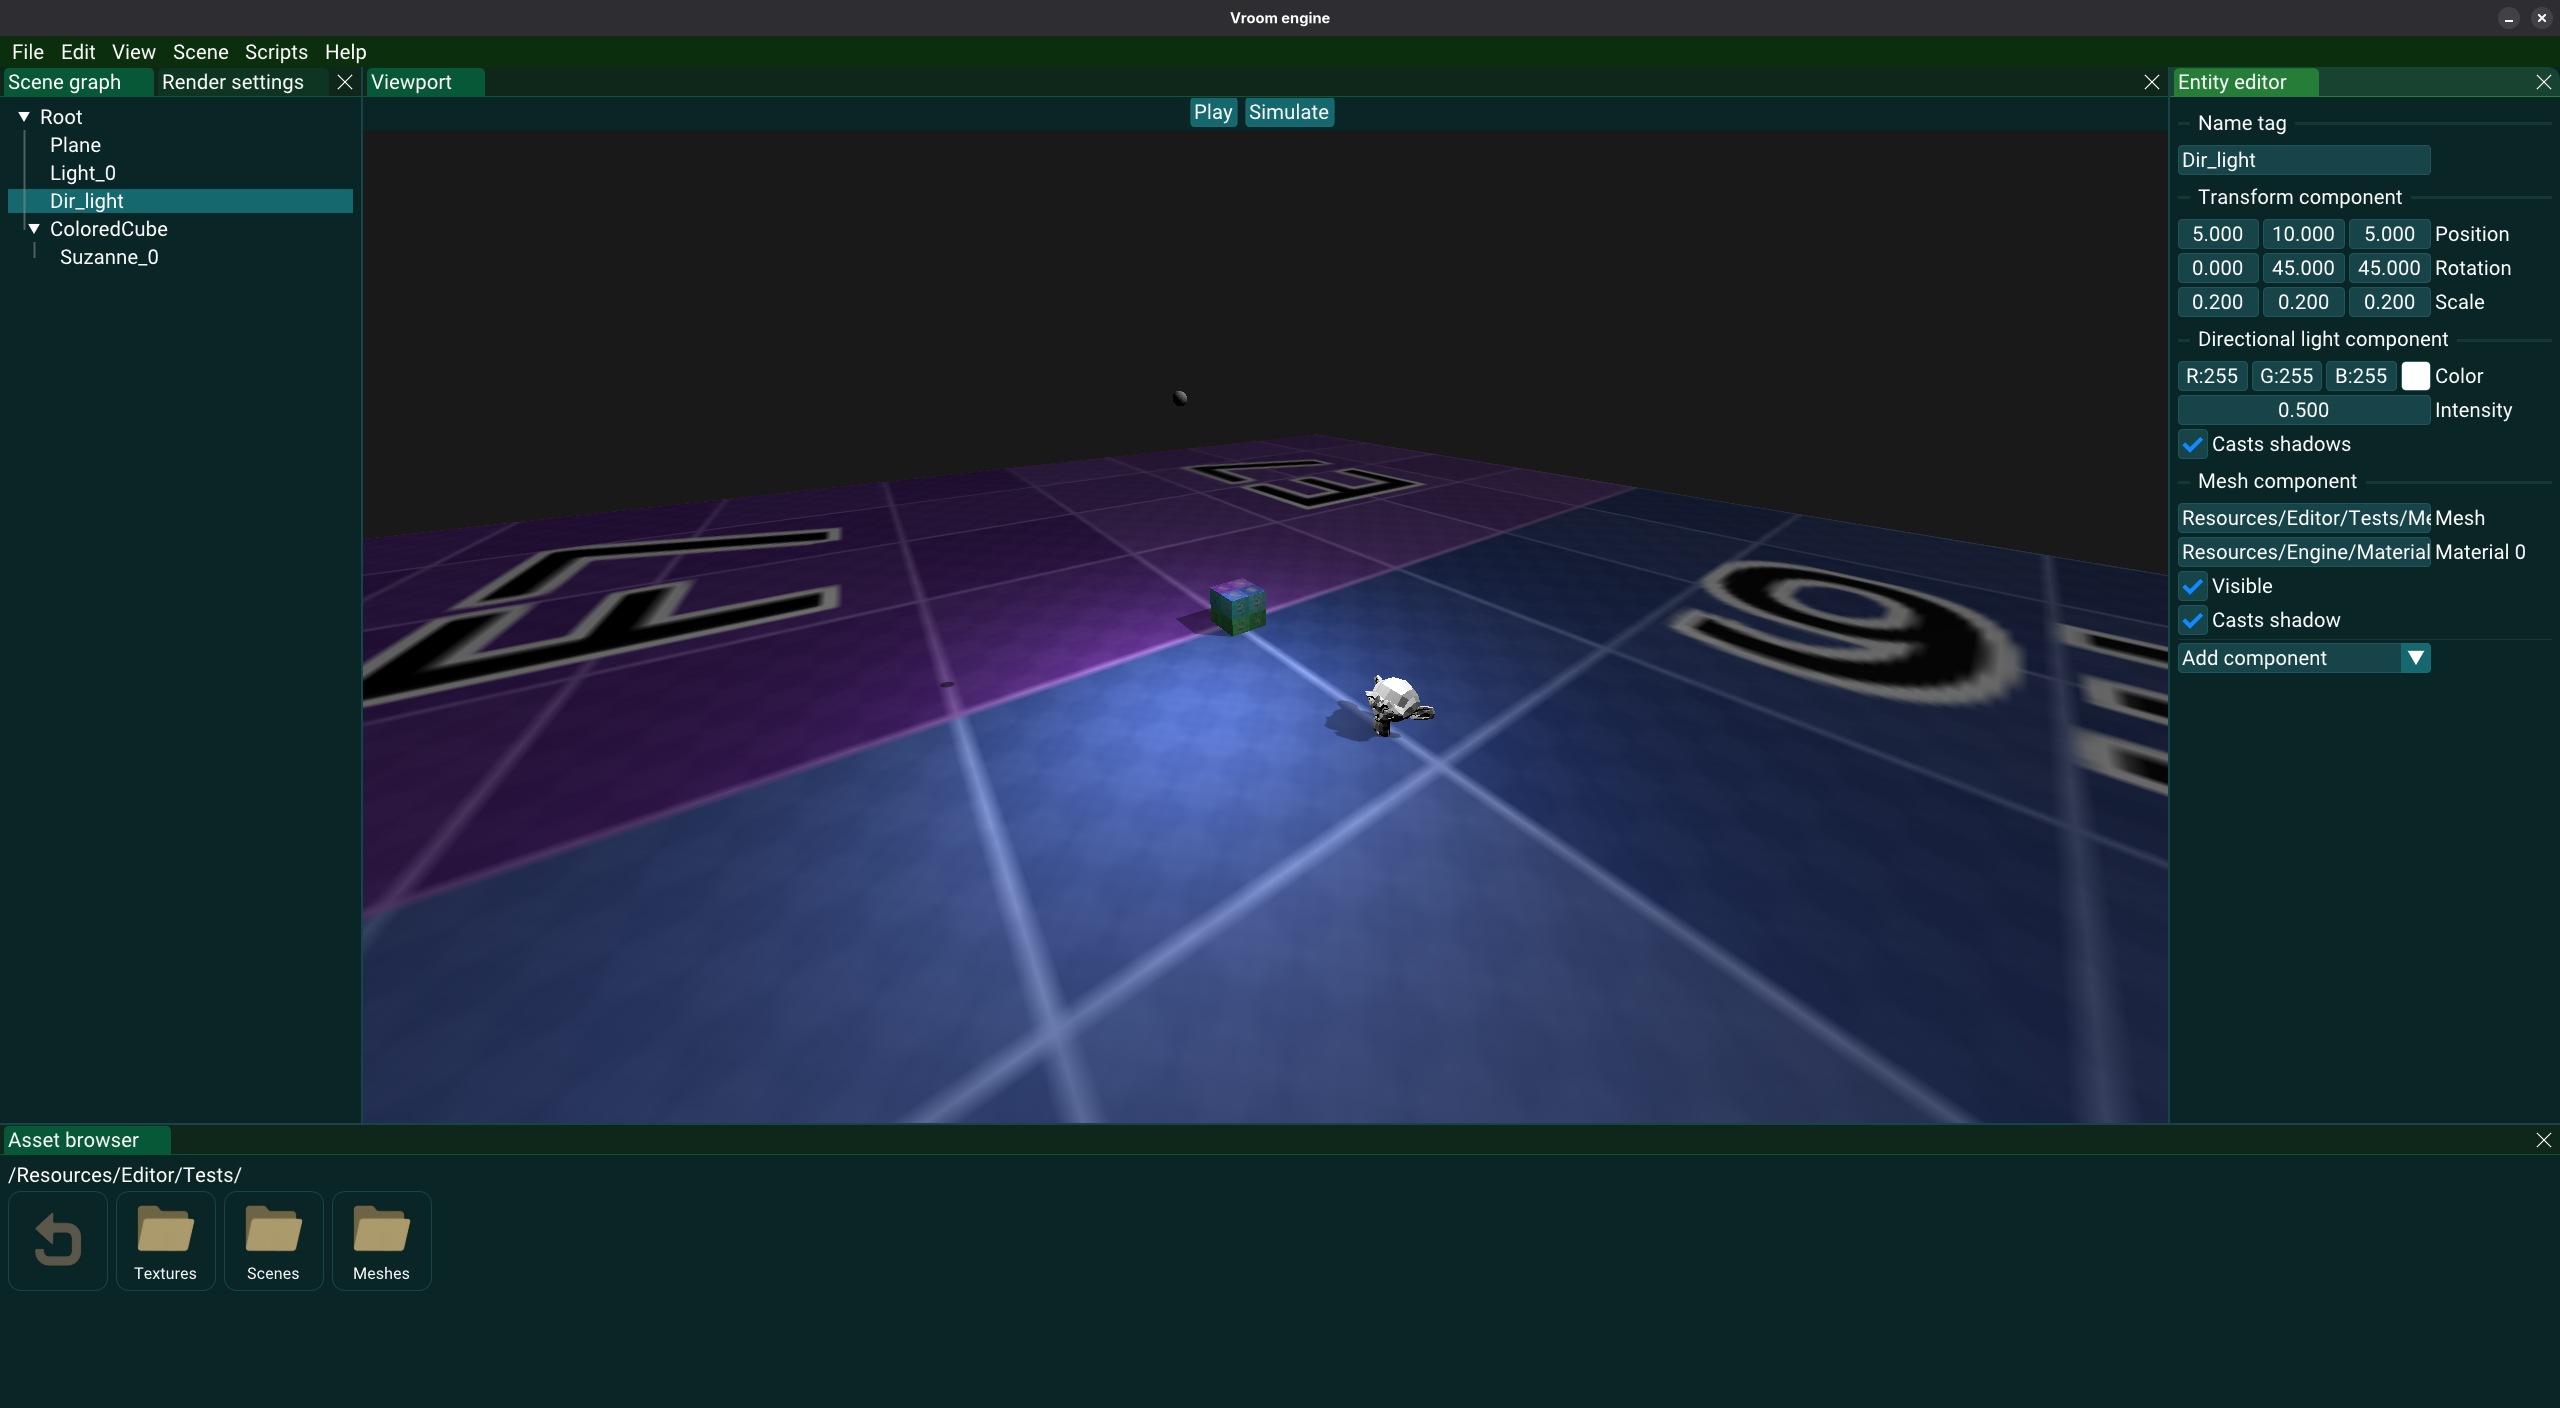 Vroom engine
File Edit View Scene Scripts Help
Scene graph Render settings
Root
Plane
Light_0
Dir_light
ColoredCube
Suzanne_0
Viewport
Play Simulate
E
9
Entity editor
Name tag
Dir_light
Transform component
5.000 10.000 5.000 Position
0.000 45.000 45.000 Rotation
0.200 0.200 0.200 Scale
Directional light component
R:255 G:255 B:255 Color
0.500 Intensity
Casts shadows
Mesh component
Resources/Editor/Tests/Me Mesh
Resources/Engine/Material Material 0
Visible
Casts shadow
Add component
Asset browser
/Resources/Editor/Tests/
Textures Scenes Meshes